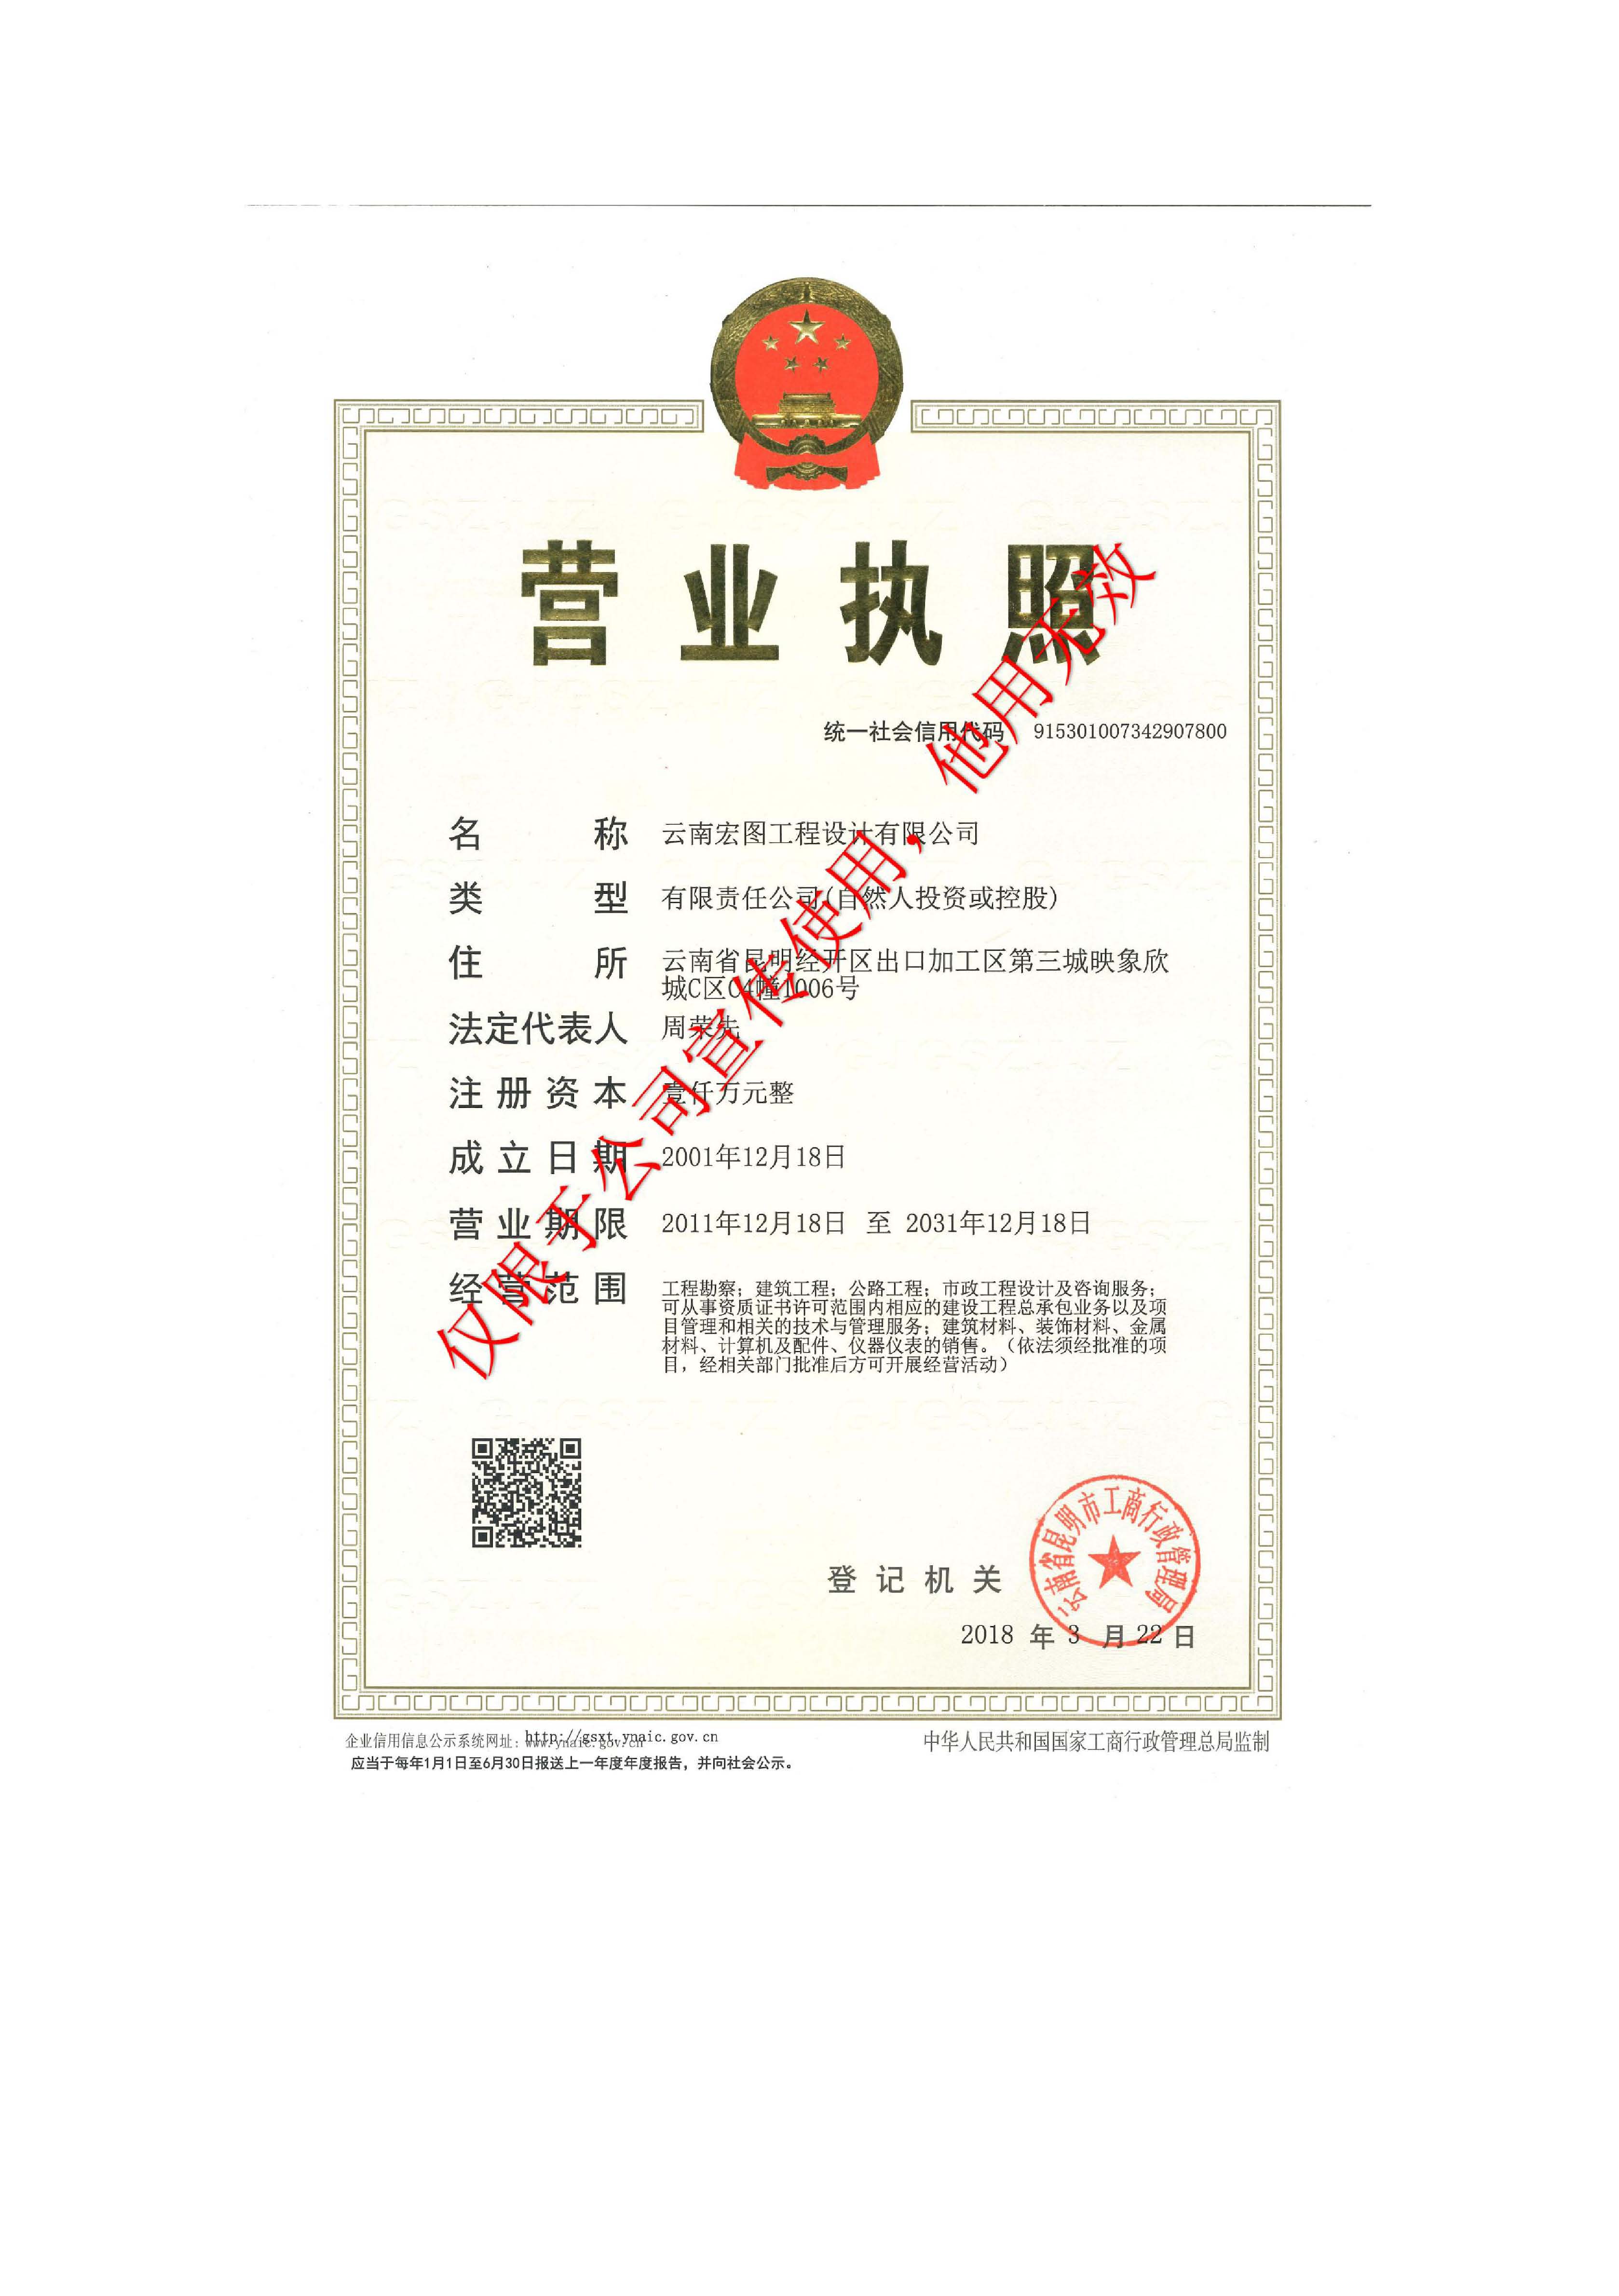 营业执照
统一社会信用代码 915301007342907800
名称 云南宏图工程设计有限公司
类型 有限责任公司(自然人投资或控股)
住所 云南省昆明经开区出口加工区第三城映象欣
城C区C4幢1006号
法定代表人 周荣先
注册资本 壹仟万元整
成立日期 2001年12月18日
营业期限 2011年12月18日 至 2031年12月18日
经营范围 工程勘察；建筑工程；公路工程；市政工程设计及咨询服务；
可从事资质证书许可范围内相应的建设工程总承包业务以及项
目管理和相关的技术与管理服务；建筑材料、装饰材料、金属
材料、计算机及配件、仪器仪表的销售。（依法须经批准的项
目，经相关部门批准后方可开展经营活动）
仅限于公司宣传使用，他用无效
登记机关
云南省昆明市工商行政管理局
2018 年 3 月 22 日
企业信用信息公示系统网址：http://gsxt.ynaic.gov.cn
www.ynaic.gov.cn
中华人民共和国国家工商行政管理总局监制
应当于每年1月1日至6月30日报送上一年度年度报告，并向社会公示。